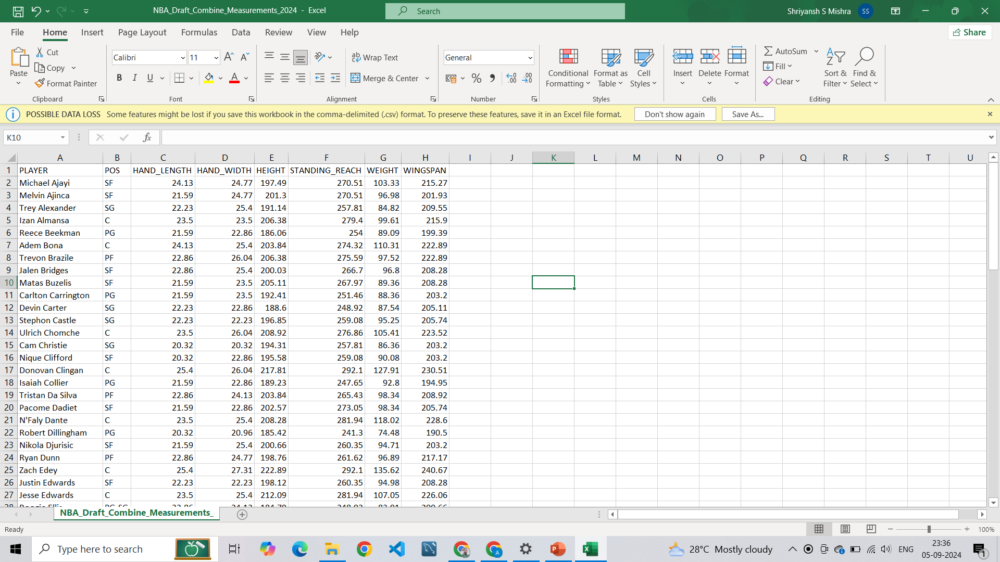 NBA_Draft_Combine_Measurements_2024 - Excel
Search
Shriyansh S Mishra SS
File Home Insert Page Layout Formulas Data Review View Help
Share
Paste
Cut
Copy
Format Painter
Clipboard
Calibri 11
B I U A
Font
Wrap Text
Merge & Center
Alignment
General
% 9
Number
Conditional Formatting
Format as Table
Cell Styles
Styles
Insert Delete Format
Cells
AutoSum
Fill
Clear
Sort & Filter
Find & Select
Editing
POSSIBLE DATA LOSS Some features might be lost if you save this workbook in the comma-delimited (.csv) format. To preserve these features, save it in an Excel file format. Don't show again Save As...
K10 fx
A B C D E F G H I J K L M N O P Q R S T U
1 PLAYER POS HAND_LENGTH HAND_WIDTH HEIGHT STANDING_REACH WEIGHT WINGSPAN
2 Michael Ajayi SF 24.13 24.77 197.49 270.51 103.33 215.27
3 Melvin Ajinca SF 21.59 24.77 201.3 270.51 96.98 201.93
4 Trey Alexander SG 22.23 25.4 191.14 257.81 84.82 209.55
5 Izan Almansa C 23.5 23.5 206.38 279.4 99.61 215.9
6 Reece Beekman PG 21.59 22.86 186.06 254 89.09 199.39
7 Adem Bona C 24.13 25.4 203.84 274.32 110.31 222.89
8 Trevon Brazile PF 22.86 26.04 206.38 275.59 97.52 222.89
9 Jalen Bridges SF 22.86 25.4 200.03 266.7 96.8 208.28
10 Matas Buzelis SF 21.59 23.5 205.11 267.97 89.36 208.28
11 Carlton Carrington PG 21.59 23.5 192.41 251.46 88.36 203.2
12 Devin Carter SG 22.23 22.86 188.6 248.92 87.54 205.11
13 Stephon Castle SG 22.23 22.23 196.85 259.08 95.25 205.74
14 Ulrich Chomche C 23.5 26.04 208.92 276.86 105.41 223.52
15 Cam Christie SG 20.32 20.32 194.31 257.81 86.36 203.2
16 Nique Clifford SF 20.32 22.86 195.58 259.08 90.08 203.2
17 Donovan Clingan C 25.4 26.04 217.81 292.1 127.91 230.51
18 Isaiah Collier PG 21.59 22.86 189.23 247.65 92.8 194.95
19 Tristan Da Silva PF 22.86 24.13 203.84 265.43 98.34 208.92
20 Pacome Dadiet SF 21.59 22.86 202.57 273.05 98.34 205.74
21 N'Faly Dante C 23.5 25.4 208.28 281.94 118.02 228.6
22 Robert Dillingham PG 20.32 20.96 185.42 241.3 74.48 190.5
23 Nikola Djurisic SF 21.59 25.4 200.66 260.35 94.71 203.2
24 Ryan Dunn PF 22.86 24.77 198.76 261.62 96.89 217.17
25 Zach Edey C 25.4 27.31 222.89 292.1 135.62 240.67
26 Justin Edwards SF 22.23 22.23 198.12 260.35 94.98 208.28
27 Jesse Edwards C 23.5 25.4 212.09 281.94 107.05 226.06
NBA_Draft_Combine_Measurements_
Ready
100%
Type here to search
28°C Mostly cloudy
ENG
23:36
05-09-2024
1